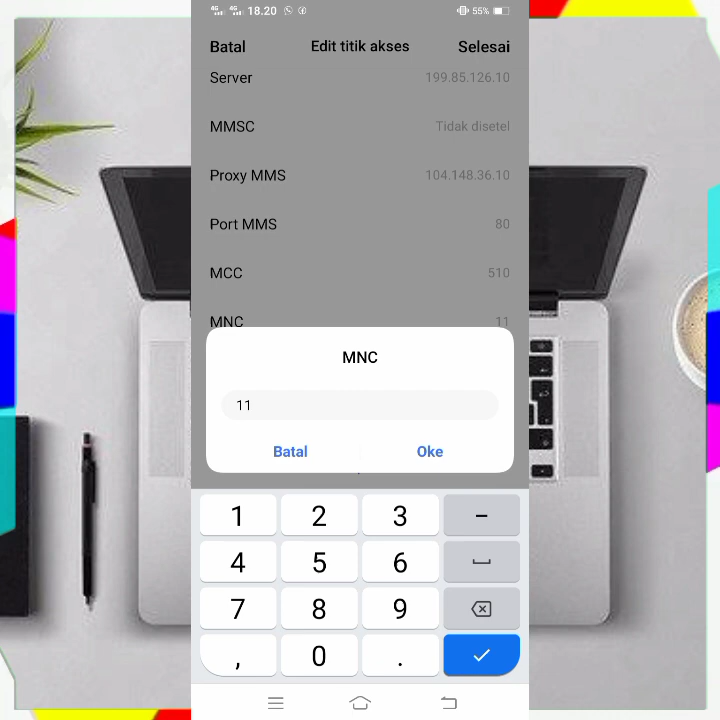 4G 4G 18.20 55%
Batal Edit titik akses Selesai
Server 199.85.126.10
MMSC Tidak disetel
Proxy MMS 104.148.36.10
Port MMS 80
MCC 510
MNC 11
MNC
11
Batal Oke
1 2 3 -
4 5 6
7 8 9
, 0 .